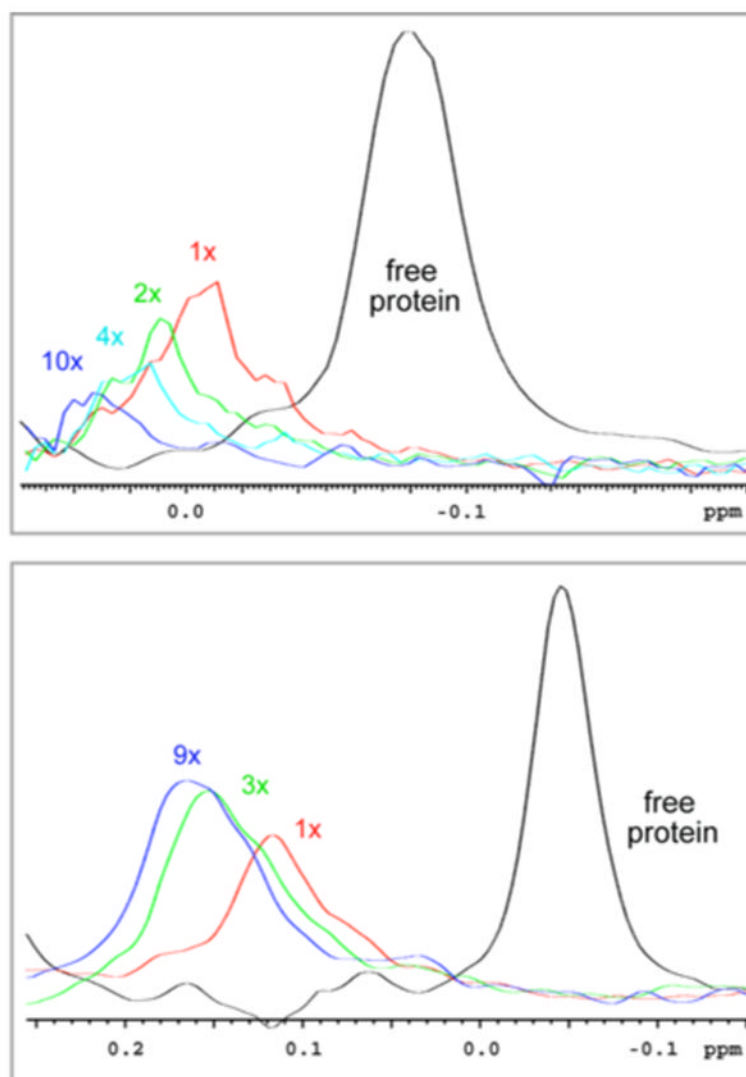 1x
2x
4x
10x
free
protein
0.0 -0.1 ppm
9x
3x
1x
free
protein
0.2 0.1 0.0 -0.1 ppm